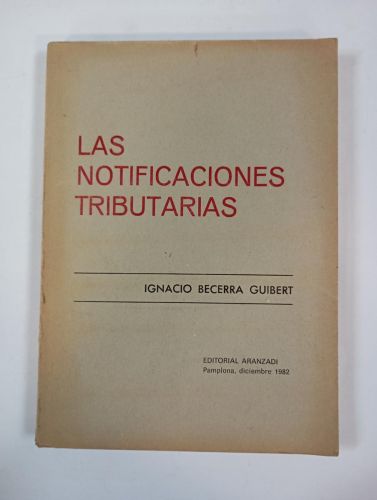 LAS
NOTIFICACIONES
TRIBUTARIAS
IGNACIO BECERRA GUIBERT
EDITORIAL ARANZADI
Pamplona, diciembre 1982